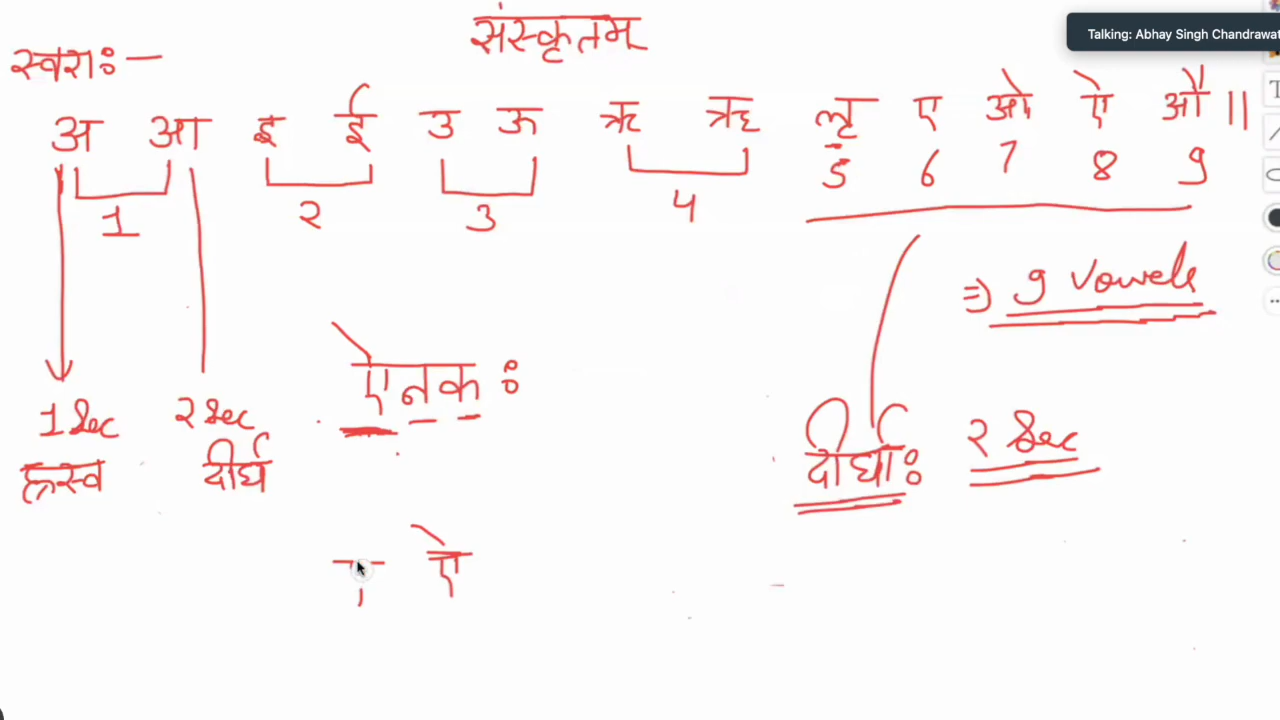 संस्कृतम
Talking: Abhay Singh Chandrawat
स्वराः —
अ आ इ ई उ ऊ ऋ ॠ लृ ए ओ ऐ औ ||
1 2 3 4 5 6 7 8 9
⇒ 9 Vowels
ऐनकः
1 Sec 2 Sec
ह्रस्व दीर्घ
दीर्घाः 2 Sec
ऐ